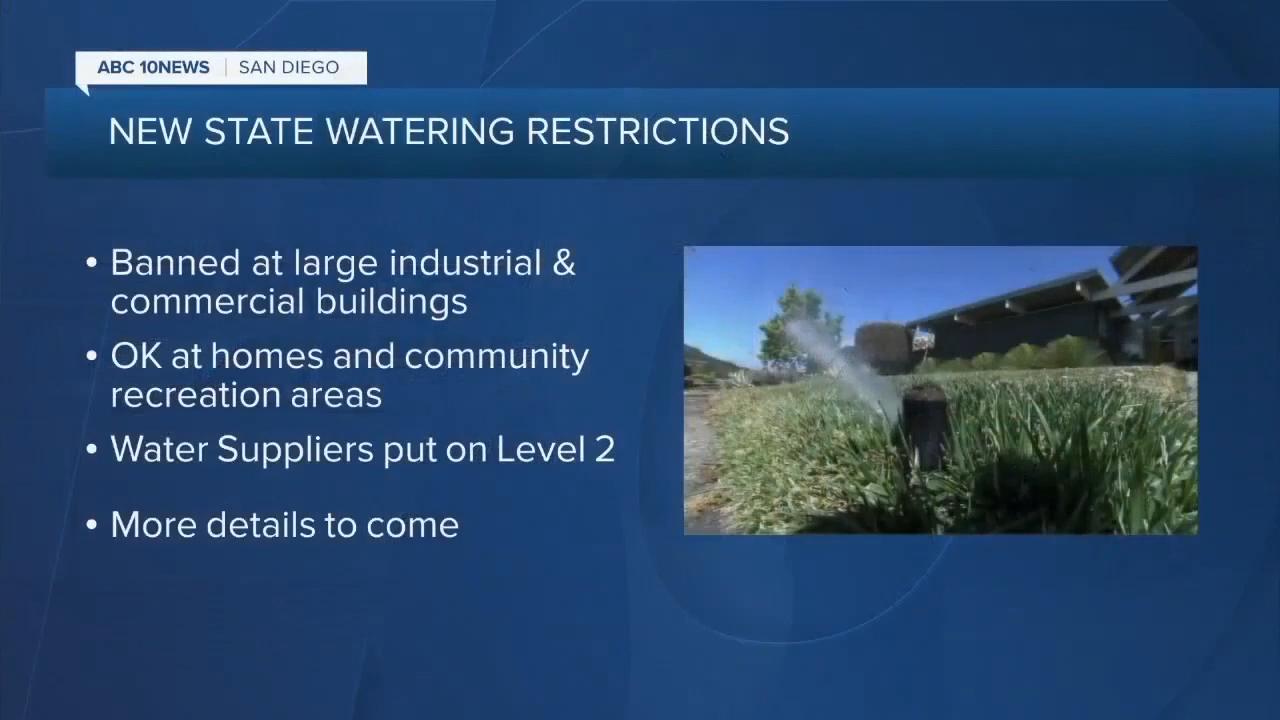 ABC 10NEWS | SAN DIEGO
NEW STATE WATERING RESTRICTIONS
• Banned at large industrial &
commercial buildings
• OK at homes and community
recreation areas
• Water Suppliers put on Level 2
• More details to come